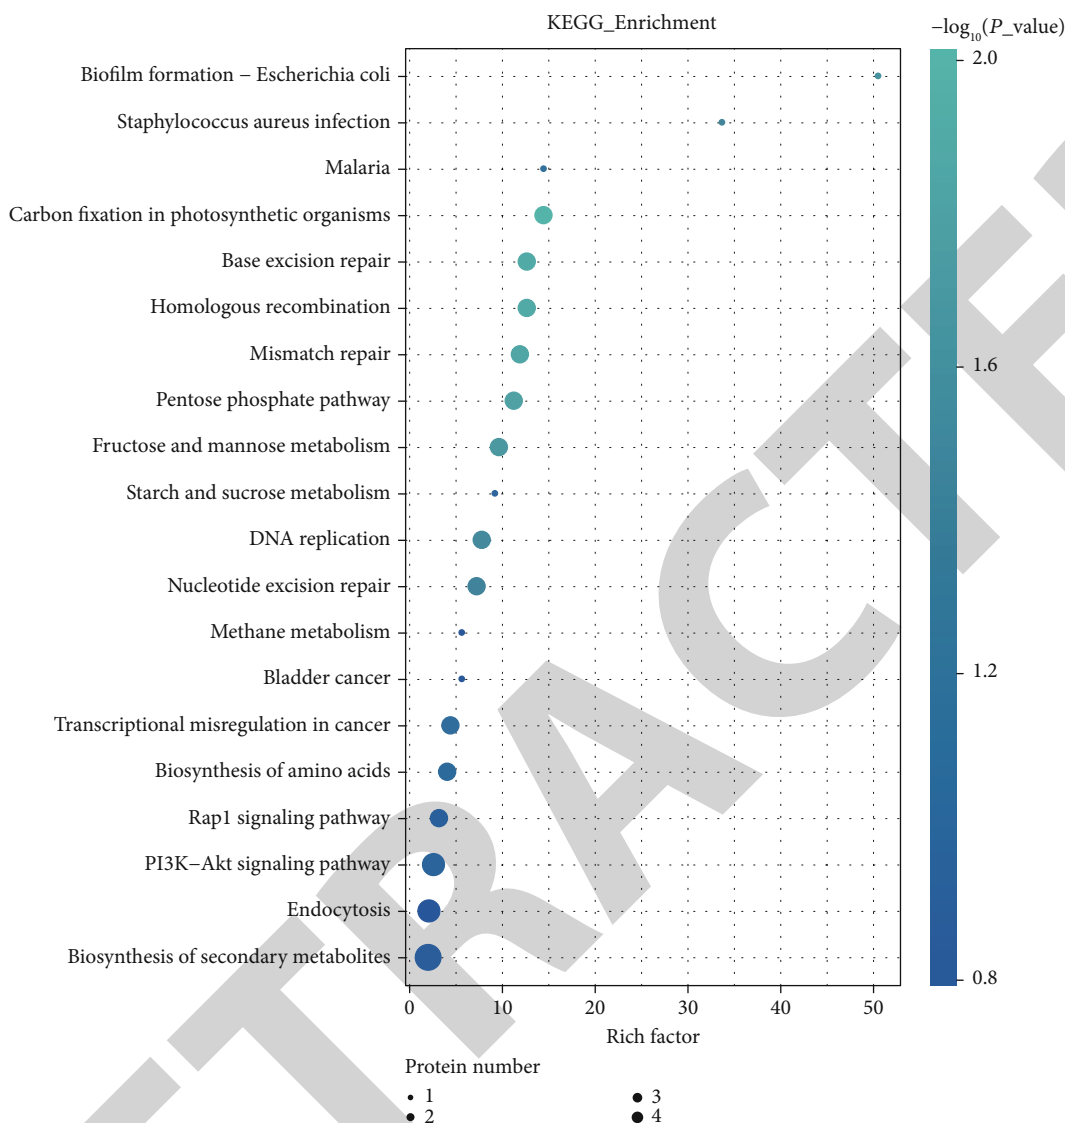 KEGG_Enrichment
−log₁₀(P_value)
Biofilm formation − Escherichia coli
Staphylococcus aureus infection
Malaria
Carbon fixation in photosynthetic organisms
Base excision repair
Homologous recombination
Mismatch repair
Pentose phosphate pathway
Fructose and mannose metabolism
Starch and sucrose metabolism
DNA replication
Nucleotide excision repair
Methane metabolism
Bladder cancer
Transcriptional misregulation in cancer
Biosynthesis of amino acids
Rap1 signaling pathway
PI3K−Akt signaling pathway
Endocytosis
Biosynthesis of secondary metabolites
2.0
1.6
1.2
0.8
0 10 20 30 40 50
Rich factor
Protein number
1 3
2 4
TRACTE